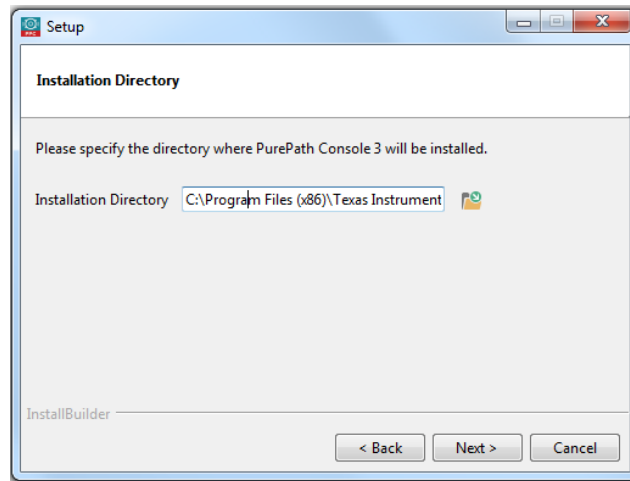 Setup
Installation Directory
Please specify the directory where PurePath Console 3 will be installed.
Installation Directory C:\Program Files (x86)\Texas Instrument
InstallBuilder
< Back Next > Cancel